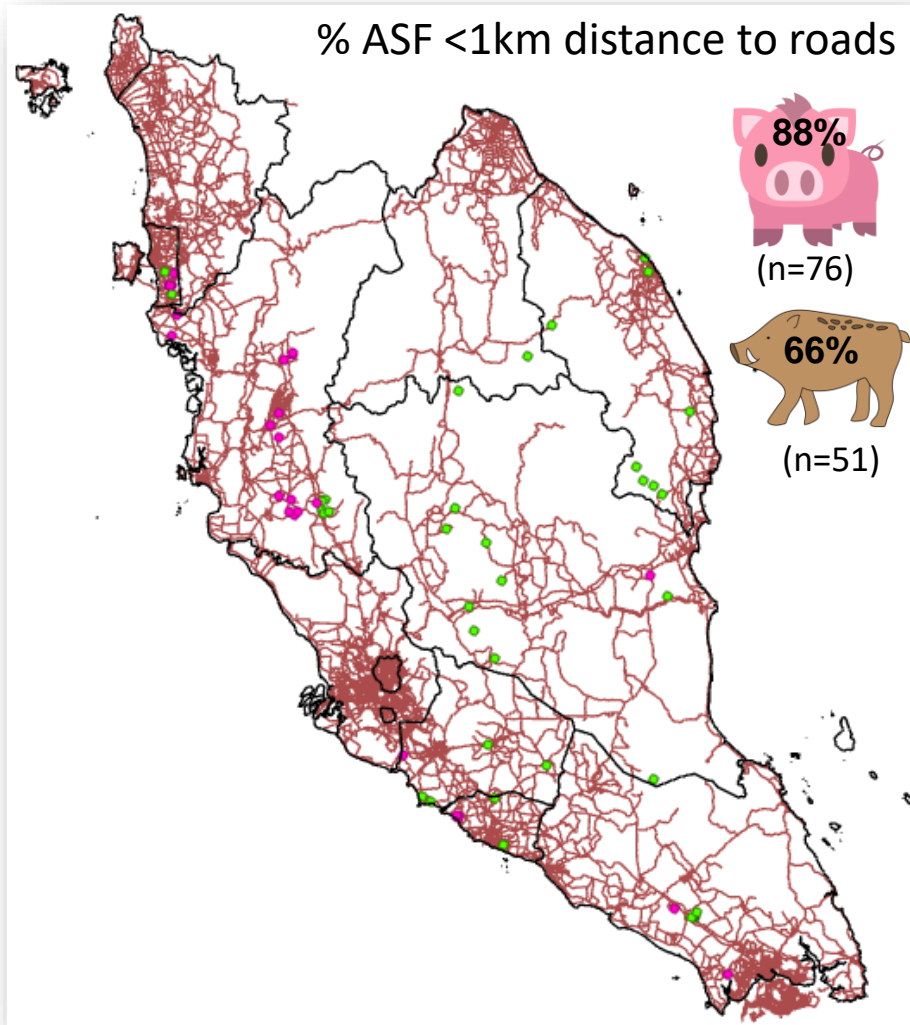 % ASF <1km distance to roads
88%
(n=76)
66%
(n=51)